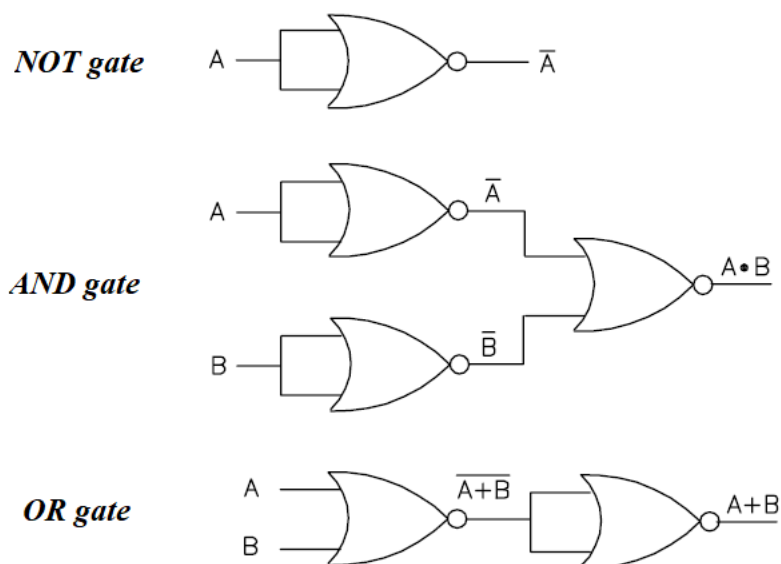 NOT gate
A
A̅
A
A̅
AND gate
A•B
B
B̅
A
A̅+̅B̅
A+B
OR gate
B